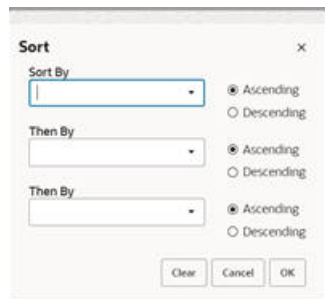 Sort
Sort By
Ascending
Descending
Then By
Ascending
Descending
Then By
Ascending
Descending
Clear
Cancel
OK